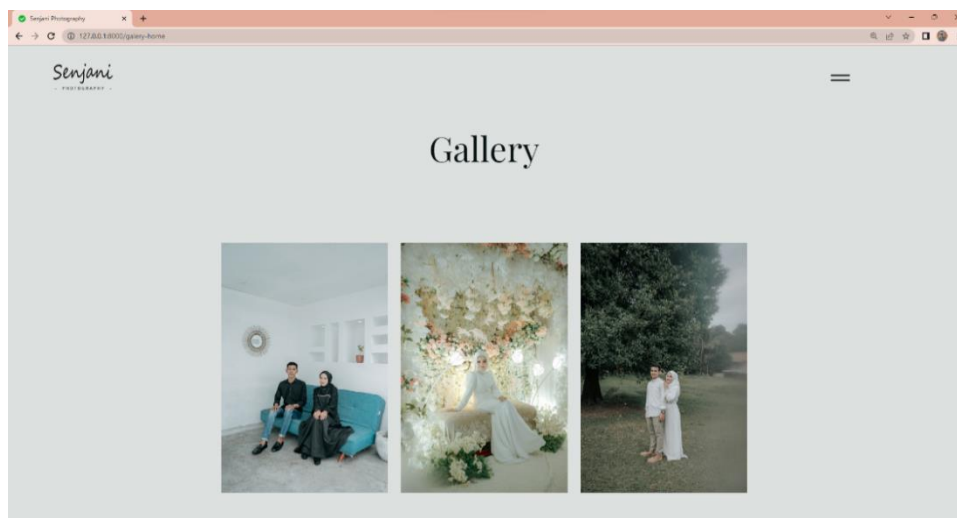 Senjani Photography
127.0.0.1:8000/galery-home
Senjani
- PHOTOGRAPHY -
Gallery